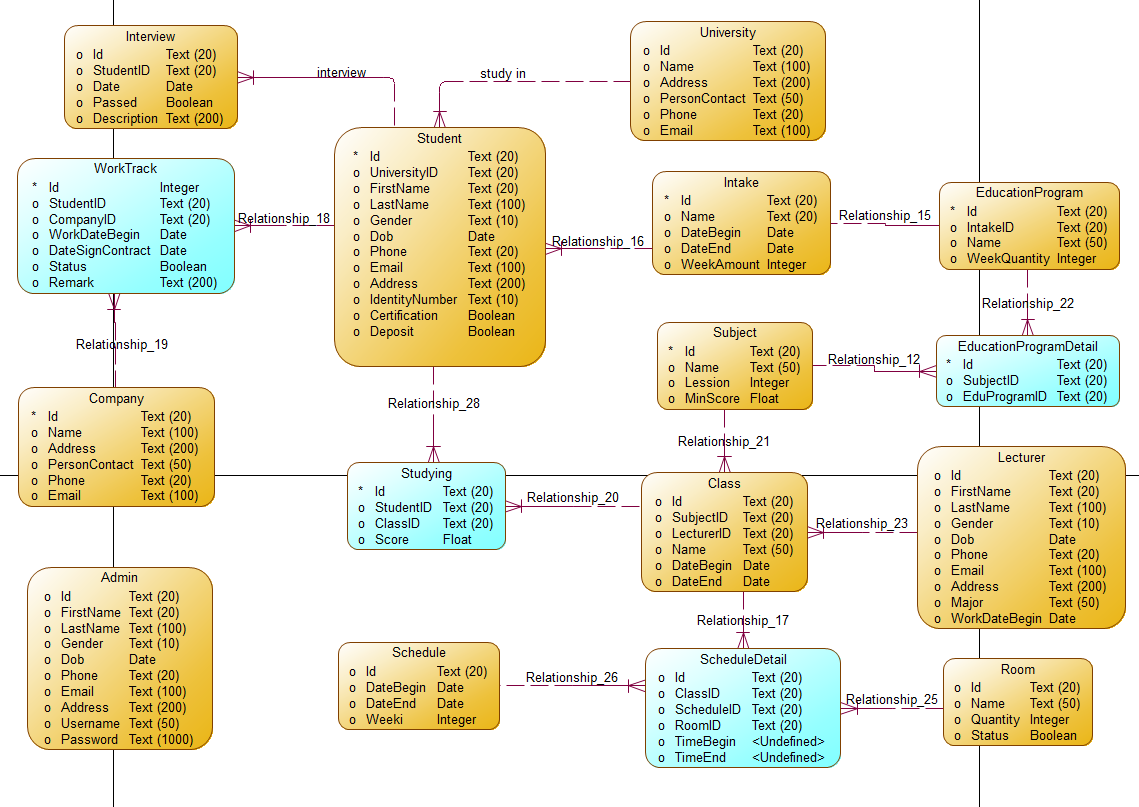 Interview
o Id Text (20)
o StudentID Text (20)
o Date Date
o Passed Boolean
o Description Text (200)
interview
study in
University
o Id Text (20)
o Name Text (100)
o Address Text (200)
o PersonContact Text (50)
o Phone Text (20)
o Email Text (100)
WorkTrack
* Id Integer
o StudentID Text (20)
o CompanyID Text (20)
o WorkDateBegin Date
o DateSignContract Date
o Status Boolean
o Remark Text (200)
Relationship_18
Student
* Id Text (20)
o UniversityID Text (20)
o FirstName Text (20)
o LastName Text (100)
o Gender Text (10)
o Dob Date
o Phone Text (20)
o Email Text (100)
o Address Text (200)
o IdentityNumber Text (10)
o Certification Boolean
o Deposit Boolean
Relationship_16
Intake
* Id Text (20)
o Name Text (20)
o DateBegin Date
o DateEnd Date
o WeekAmount Integer
Relationship_15
EducationProgram
* Id Text (20)
o IntakeID Text (20)
o Name Text (50)
o WeekQuantity Integer
Relationship_22
Relationship_19
Subject
* Id Text (20)
o Name Text (50)
o Lession Integer
o MinScore Float
Relationship_12
EducationProgramDetail
* Id Text (20)
o SubjectID Text (20)
o EduProgramID Text (20)
Company
* Id Text (20)
o Name Text (100)
o Address Text (200)
o PersonContact Text (50)
o Phone Text (20)
o Email Text (100)
Relationship_28
Relationship_21
Studying
* Id Text (20)
o StudentID Text (20)
o ClassID Text (20)
o Score Float
Relationship_20
Class
o Id Text (20)
o SubjectID Text (20)
o LecturerID Text (20)
o Name Text (50)
o DateBegin Date
o DateEnd Date
Relationship_23
Lecturer
o Id Text (20)
o FirstName Text (20)
o LastName Text (100)
o Gender Text (10)
o Dob Date
o Phone Text (20)
o Email Text (100)
o Address Text (200)
o Major Text (50)
o WorkDateBegin Date
Admin
o Id Text (20)
o FirstName Text (20)
o LastName Text (100)
o Gender Text (10)
o Dob Date
o Phone Text (20)
o Email Text (100)
o Address Text (200)
o Username Text (50)
o Password Text (1000)
Relationship_17
Schedule
o Id Text (20)
o DateBegin Date
o DateEnd Date
o Weeki Integer
Relationship_26
ScheduleDetail
o Id Text (20)
o ClassID Text (20)
o ScheduleID Text (20)
o RoomID Text (20)
o TimeBegin <Undefined>
o TimeEnd <Undefined>
Relationship_25
Room
o Id Text (20)
o Name Text (50)
o Quantity Integer
o Status Boolean